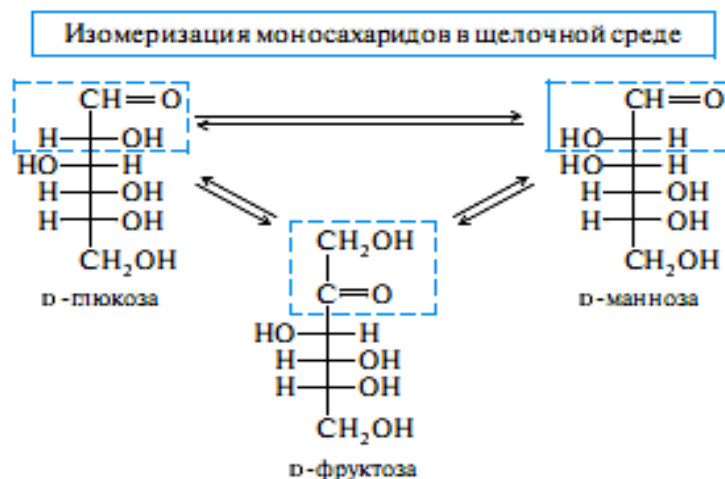 Изомеризация моносахаридов в щелочной среде
CH=O
H OH
HO H
H OH
H OH
CH₂OH
D-глюкоза
CH=O
HO H
HO H
H OH
H OH
CH₂OH
D-манноза
CH₂OH
C=O
HO H
H OH
H OH
CH₂OH
D-фруктоза